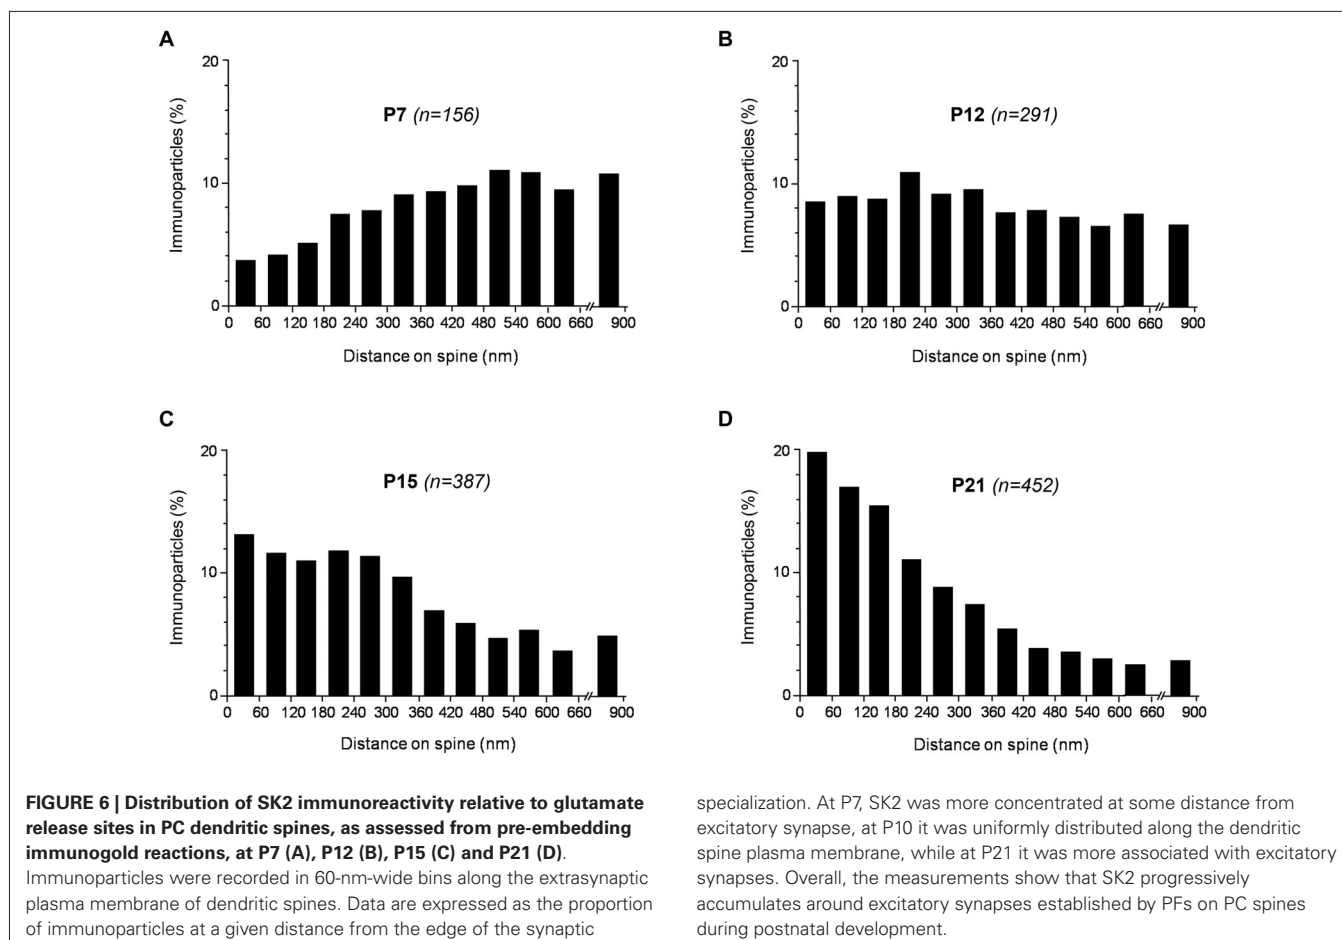 A
20
10
0
Immunoparticles (%)
P7 (n=156)
0 60 120 180 240 300 360 420 480 540 600 660 // 900
Distance on spine (nm)
B
20
10
0
Immunoparticles (%)
P12 (n=291)
0 60 120 180 240 300 360 420 480 540 600 660 // 900
Distance on spine (nm)
C
20
10
0
Immunoparticles (%)
P15 (n=387)
0 60 120 180 240 300 360 420 480 540 600 660 // 900
Distance on spine (nm)
D
20
10
0
Immunoparticles (%)
P21 (n=452)
0 60 120 180 240 300 360 420 480 540 600 660 // 900
Distance on spine (nm)
FIGURE 6 | Distribution of SK2 immunoreactivity relative to glutamate
release sites in PC dendritic spines, as assessed from pre-embedding
immunogold reactions, at P7 (A), P12 (B), P15 (C) and P21 (D).
Immunoparticles were recorded in 60-nm-wide bins along the extrasynaptic
plasma membrane of dendritic spines. Data are expressed as the proportion
of immunoparticles at a given distance from the edge of the synaptic
specialization. At P7, SK2 was more concentrated at some distance from
excitatory synapse, at P10 it was uniformly distributed along the dendritic
spine plasma membrane, while at P21 it was more associated with excitatory
synapses. Overall, the measurements show that SK2 progressively
accumulates around excitatory synapses established by PFs on PC spines
during postnatal development.